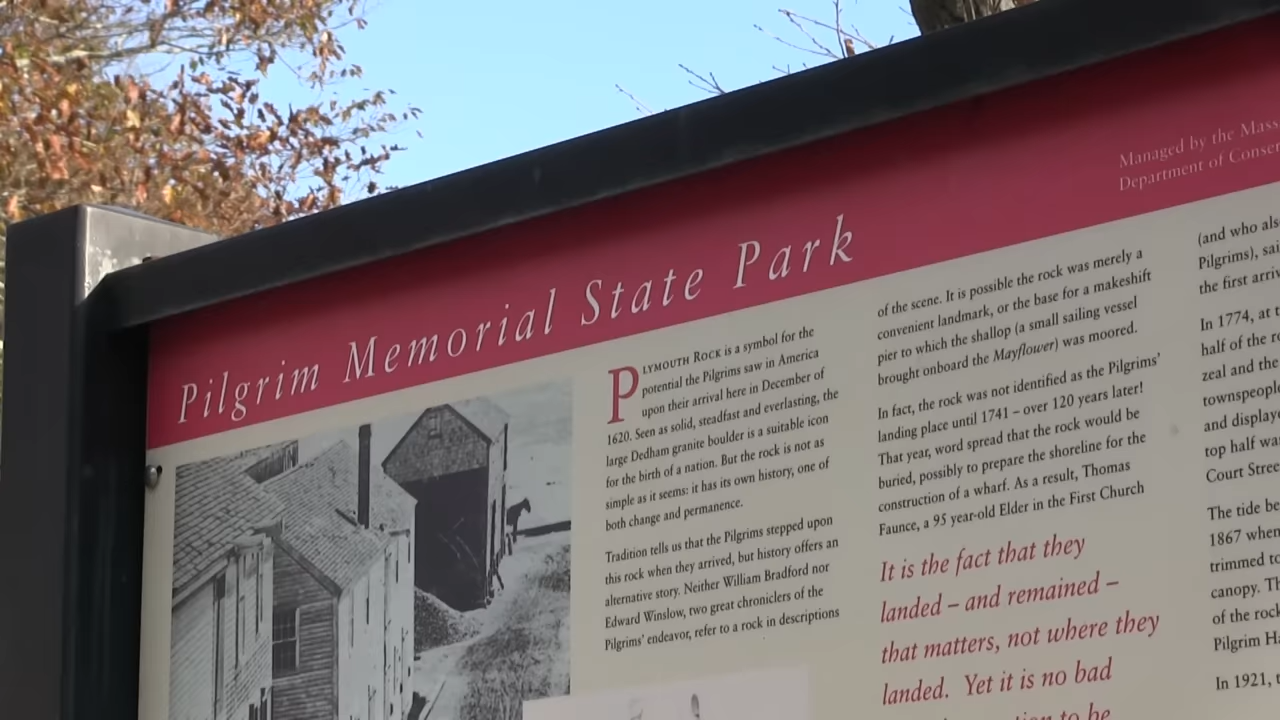 Pilgrim Memorial State Park
Managed by the Mass
Department of Conser
PLYMOUTH ROCK is a symbol for the
potential the Pilgrims saw in America
upon their arrival here in December of
1620. Seen as solid, steadfast and everlasting, the
large Dedham granite boulder is a suitable icon
for the birth of a nation. But the rock is not as
simple as it seems: it has its own history, one of
both change and permanence.
Tradition tells us that the Pilgrims stepped upon
this rock when they arrived, but history offers an
alternative story. Neither William Bradford nor
Edward Winslow, two great chroniclers of the
Pilgrims' endeavor, refer to a rock in descriptions
of the scene. It is possible the rock was merely a
convenient landmark, or the base for a makeshift
pier to which the shallop (a small sailing vessel
brought onboard the Mayflower) was moored.
In fact, the rock was not identified as the Pilgrims'
landing place until 1741 – over 120 years later!
That year, word spread that the rock would be
buried, possibly to prepare the shoreline for the
construction of a wharf. As a result, Thomas
Faunce, a 95 year-old Elder in the First Church
It is the fact that they
landed – and remained –
that matters, not where they
landed. Yet it is no bad
to be
(and who als
Pilgrims), sai
the first arriv
In 1774, at t
half of the ro
zeal and the
townspeopl
and displaye
top half wa
Court Stree
The tide be
1867 when
trimmed to
canopy. Th
of the rock
Pilgrim Ha
In 1921, t